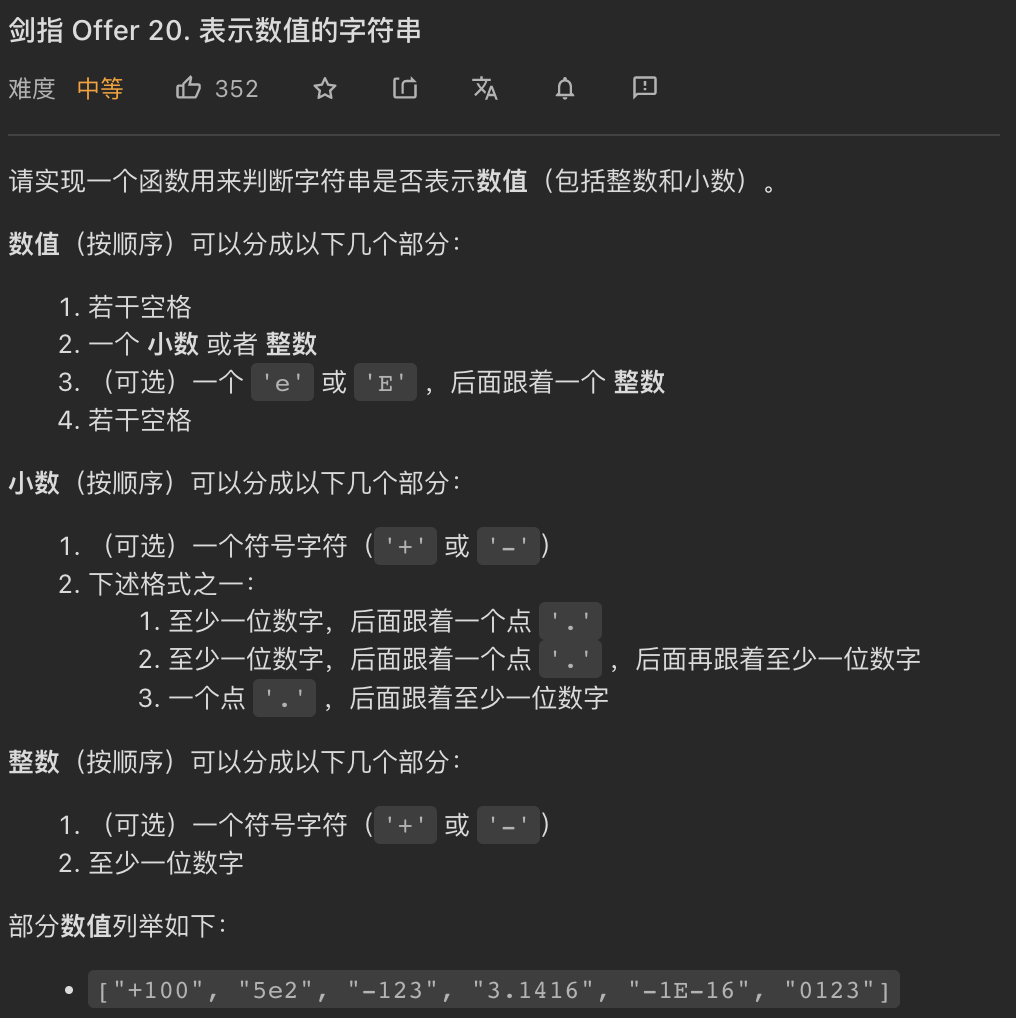 剑指 Offer 20. 表示数值的字符串
难度 中等 352
请实现一个函数用来判断字符串是否表示数值（包括整数和小数）。
数值（按顺序）可以分成以下几个部分：
1. 若干空格
2. 一个 小数 或者 整数
3. （可选）一个 'e' 或 'E' ，后面跟着一个 整数
4. 若干空格
小数（按顺序）可以分成以下几个部分：
1. （可选）一个符号字符（'+' 或 '-'）
2. 下述格式之一：
1. 至少一位数字，后面跟着一个点 '.'
2. 至少一位数字，后面跟着一个点 '.' ，后面再跟着至少一位数字
3. 一个点 '.' ，后面跟着至少一位数字
整数（按顺序）可以分成以下几个部分：
1. （可选）一个符号字符（'+' 或 '-'）
2. 至少一位数字
部分数值列举如下：
• ["+100", "5e2", "-123", "3.1416", "-1E-16", "0123"]